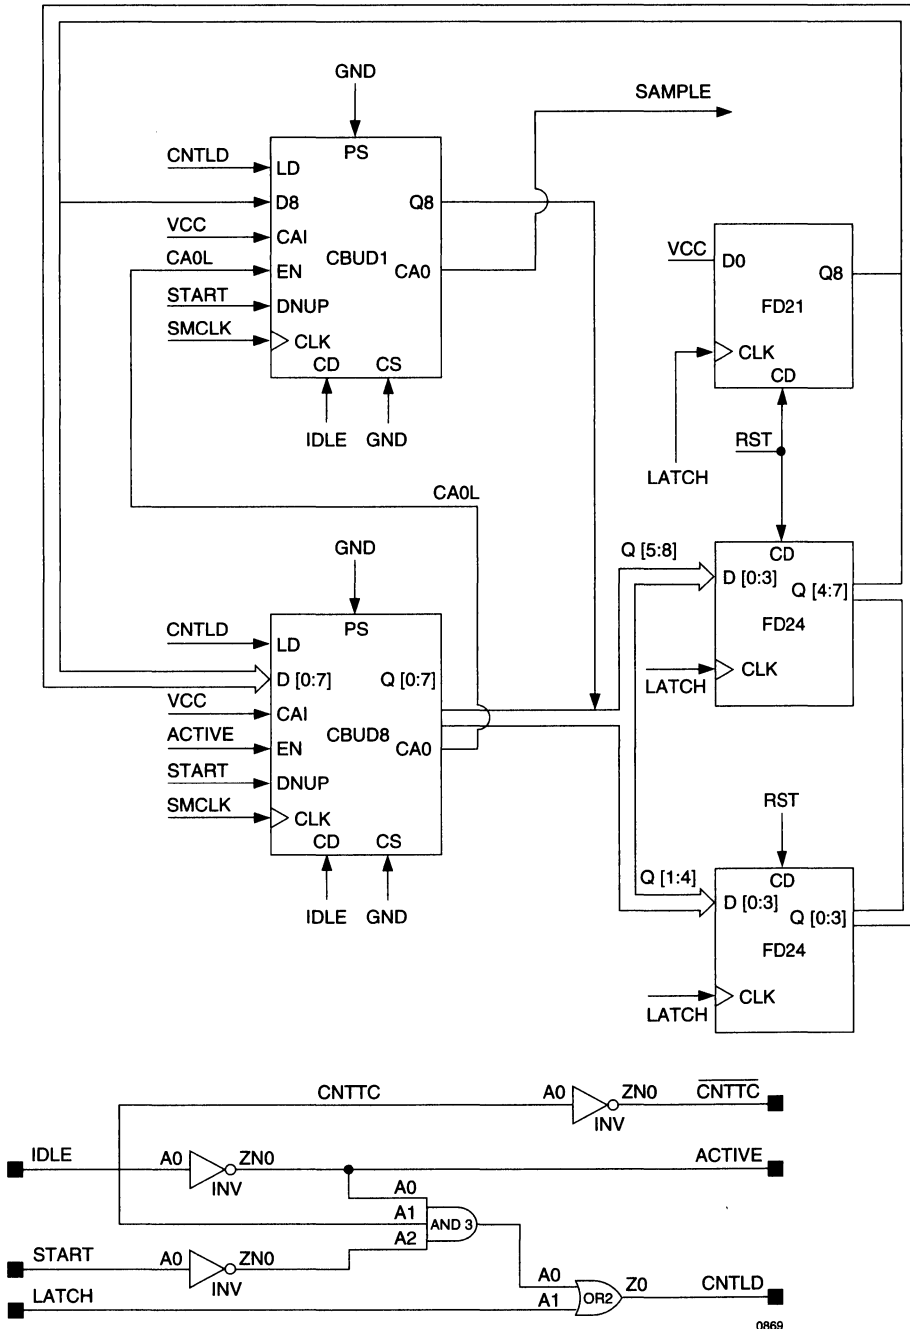 GND
SAMPLE
CNTLD
PS
LD
D8
Q8
VCC
CAI
CA0L
EN
CBUD1
CA0
START
DNUP
SMCLK
CLK
CD
CS
IDLE
GND
VCC
D0
Q8
FD21
CLK
CD
RST
LATCH
CA0L
GND
CNTLD
PS
LD
D [0:7]
Q [0:7]
VCC
CAI
CBUD8
ACTIVE
EN
CA0
START
DNUP
SMCLK
CLK
CD
CS
IDLE
GND
Q [5:8]
CD
D [0:3]
Q [4:7]
FD24
CLK
LATCH
RST
Q [1:4]
CD
D [0:3]
Q [0:3]
FD24
CLK
LATCH
CNTTC
A0
ZN0
CNTTC
INV
IDLE
A0
ZN0
ACTIVE
INV
A0
A1
AND 3
A2
START
A0
ZN0
INV
LATCH
A0
A1
OR2
Z0
CNTLD
0869